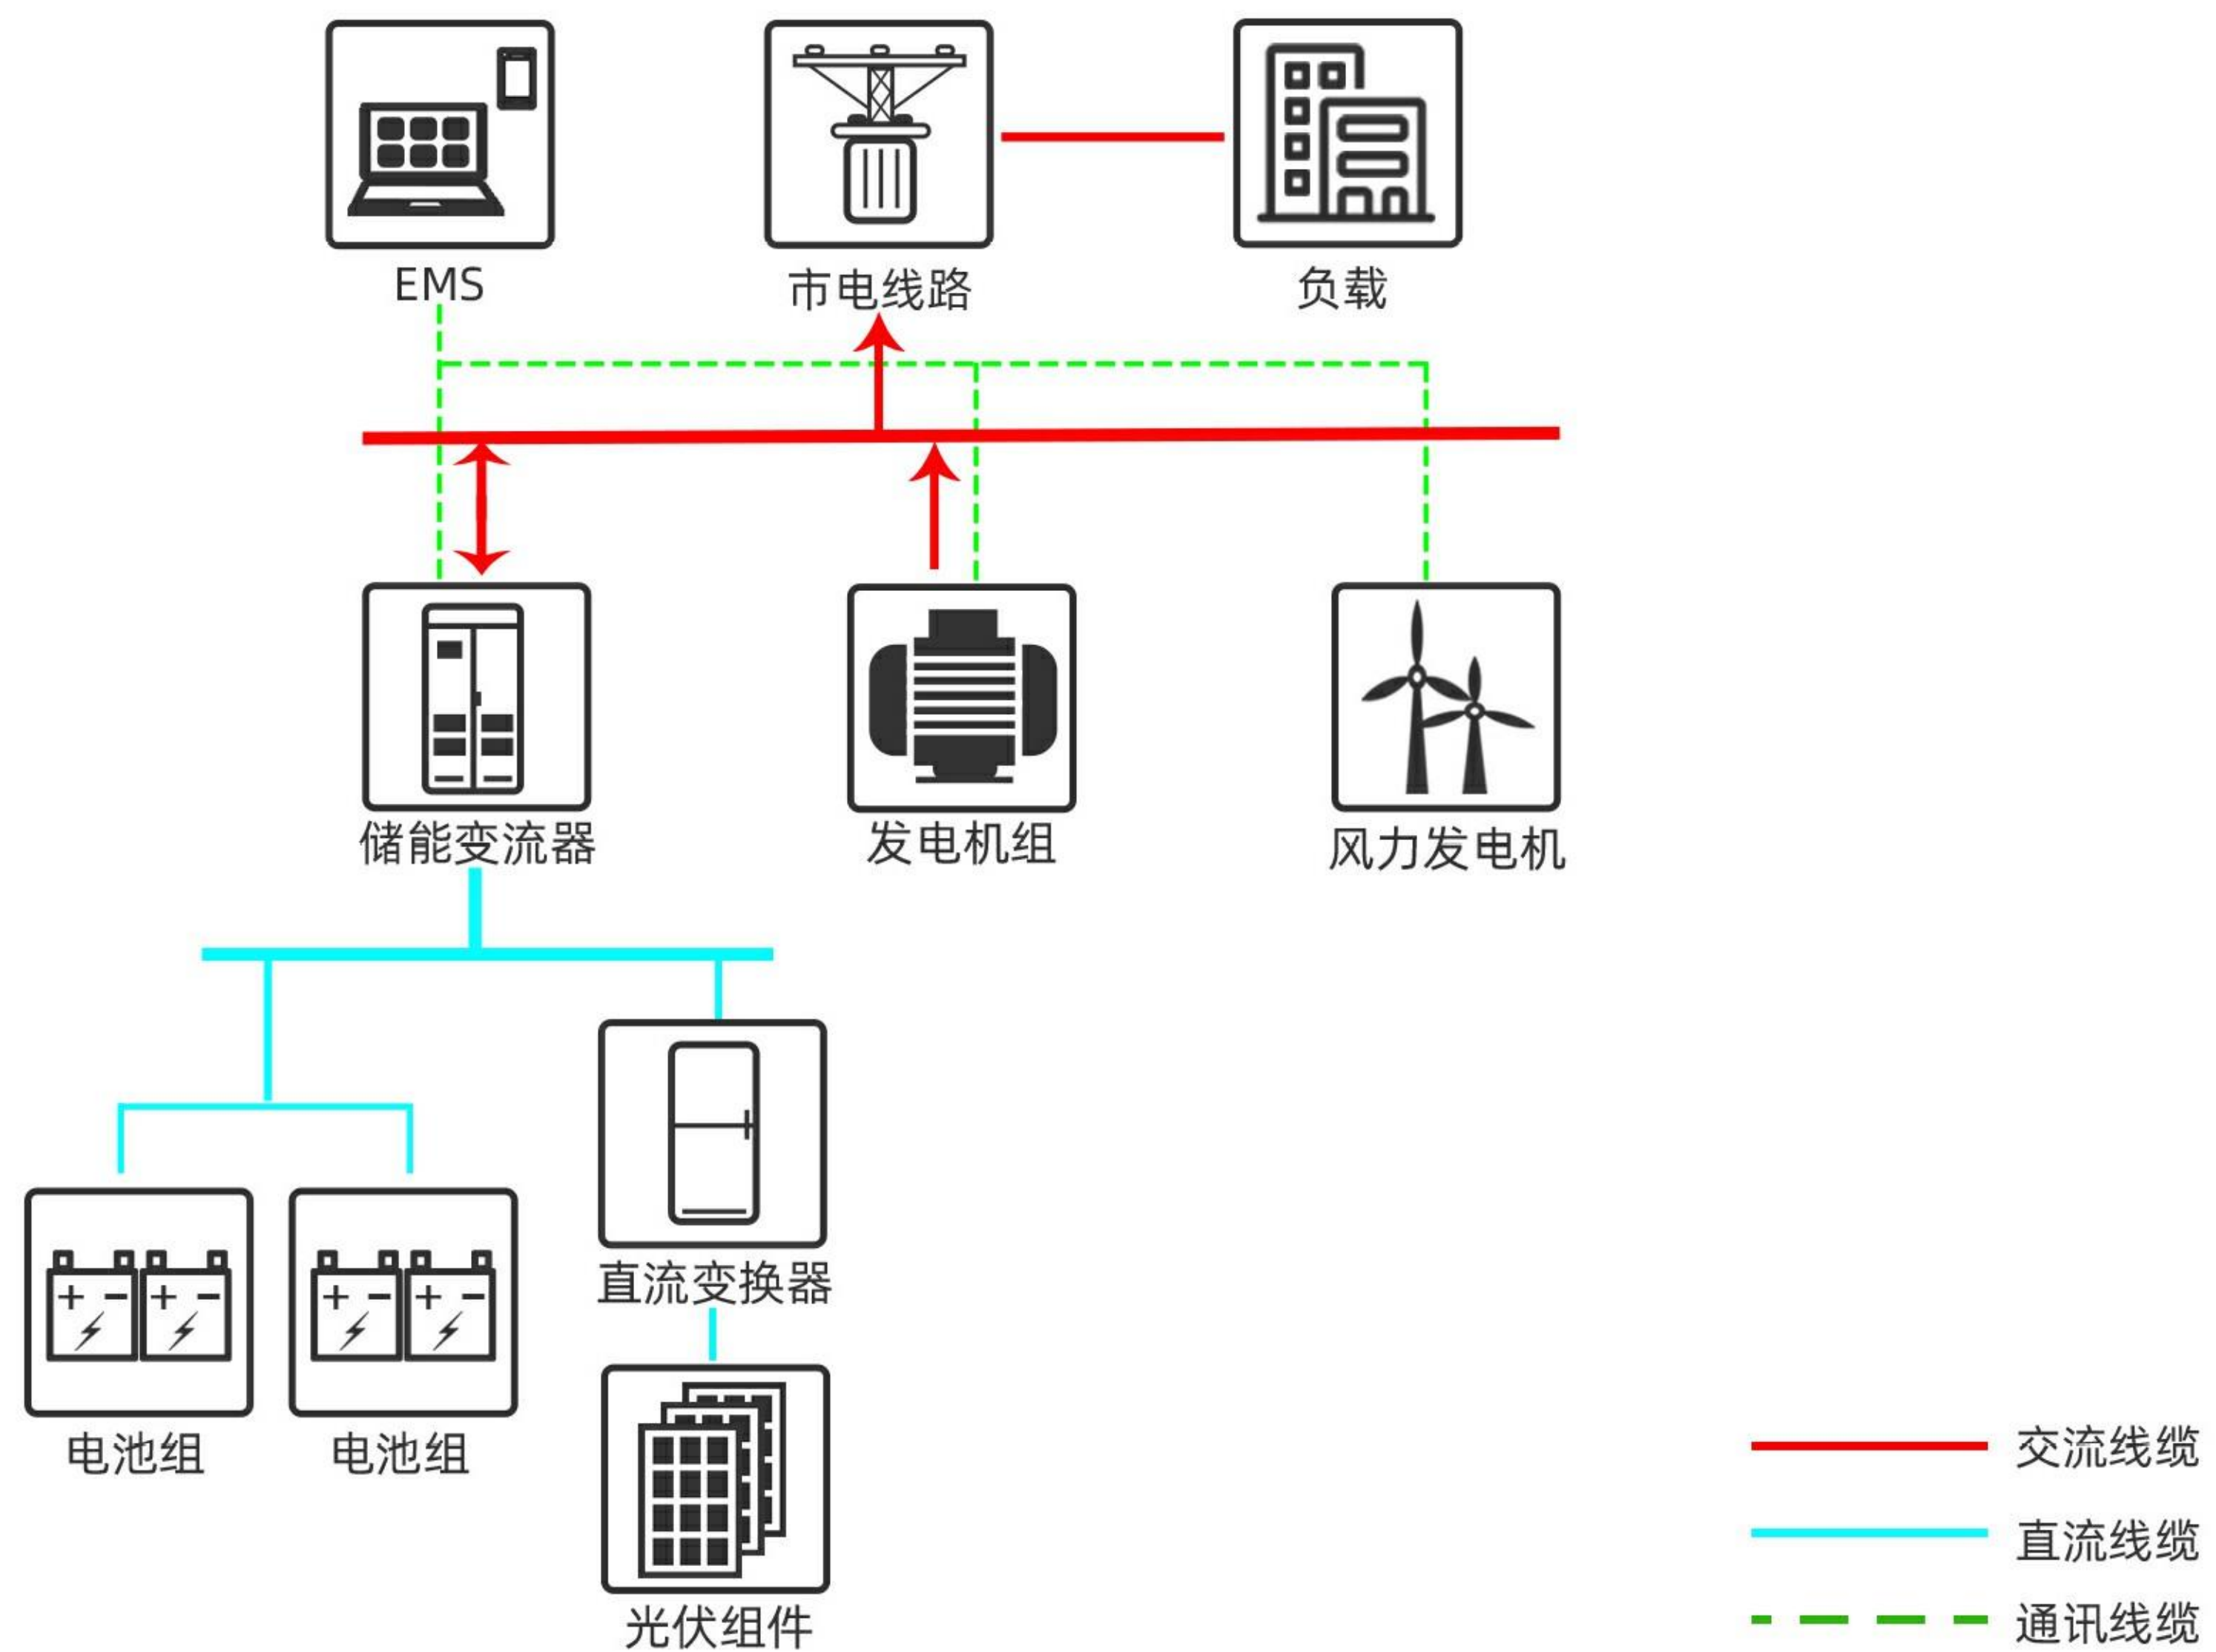 EMS
市电线路
负载
储能变流器
发电机组
风力发电机
直流变换器
电池组
电池组
光伏组件
交流线缆
直流线缆
通讯线缆